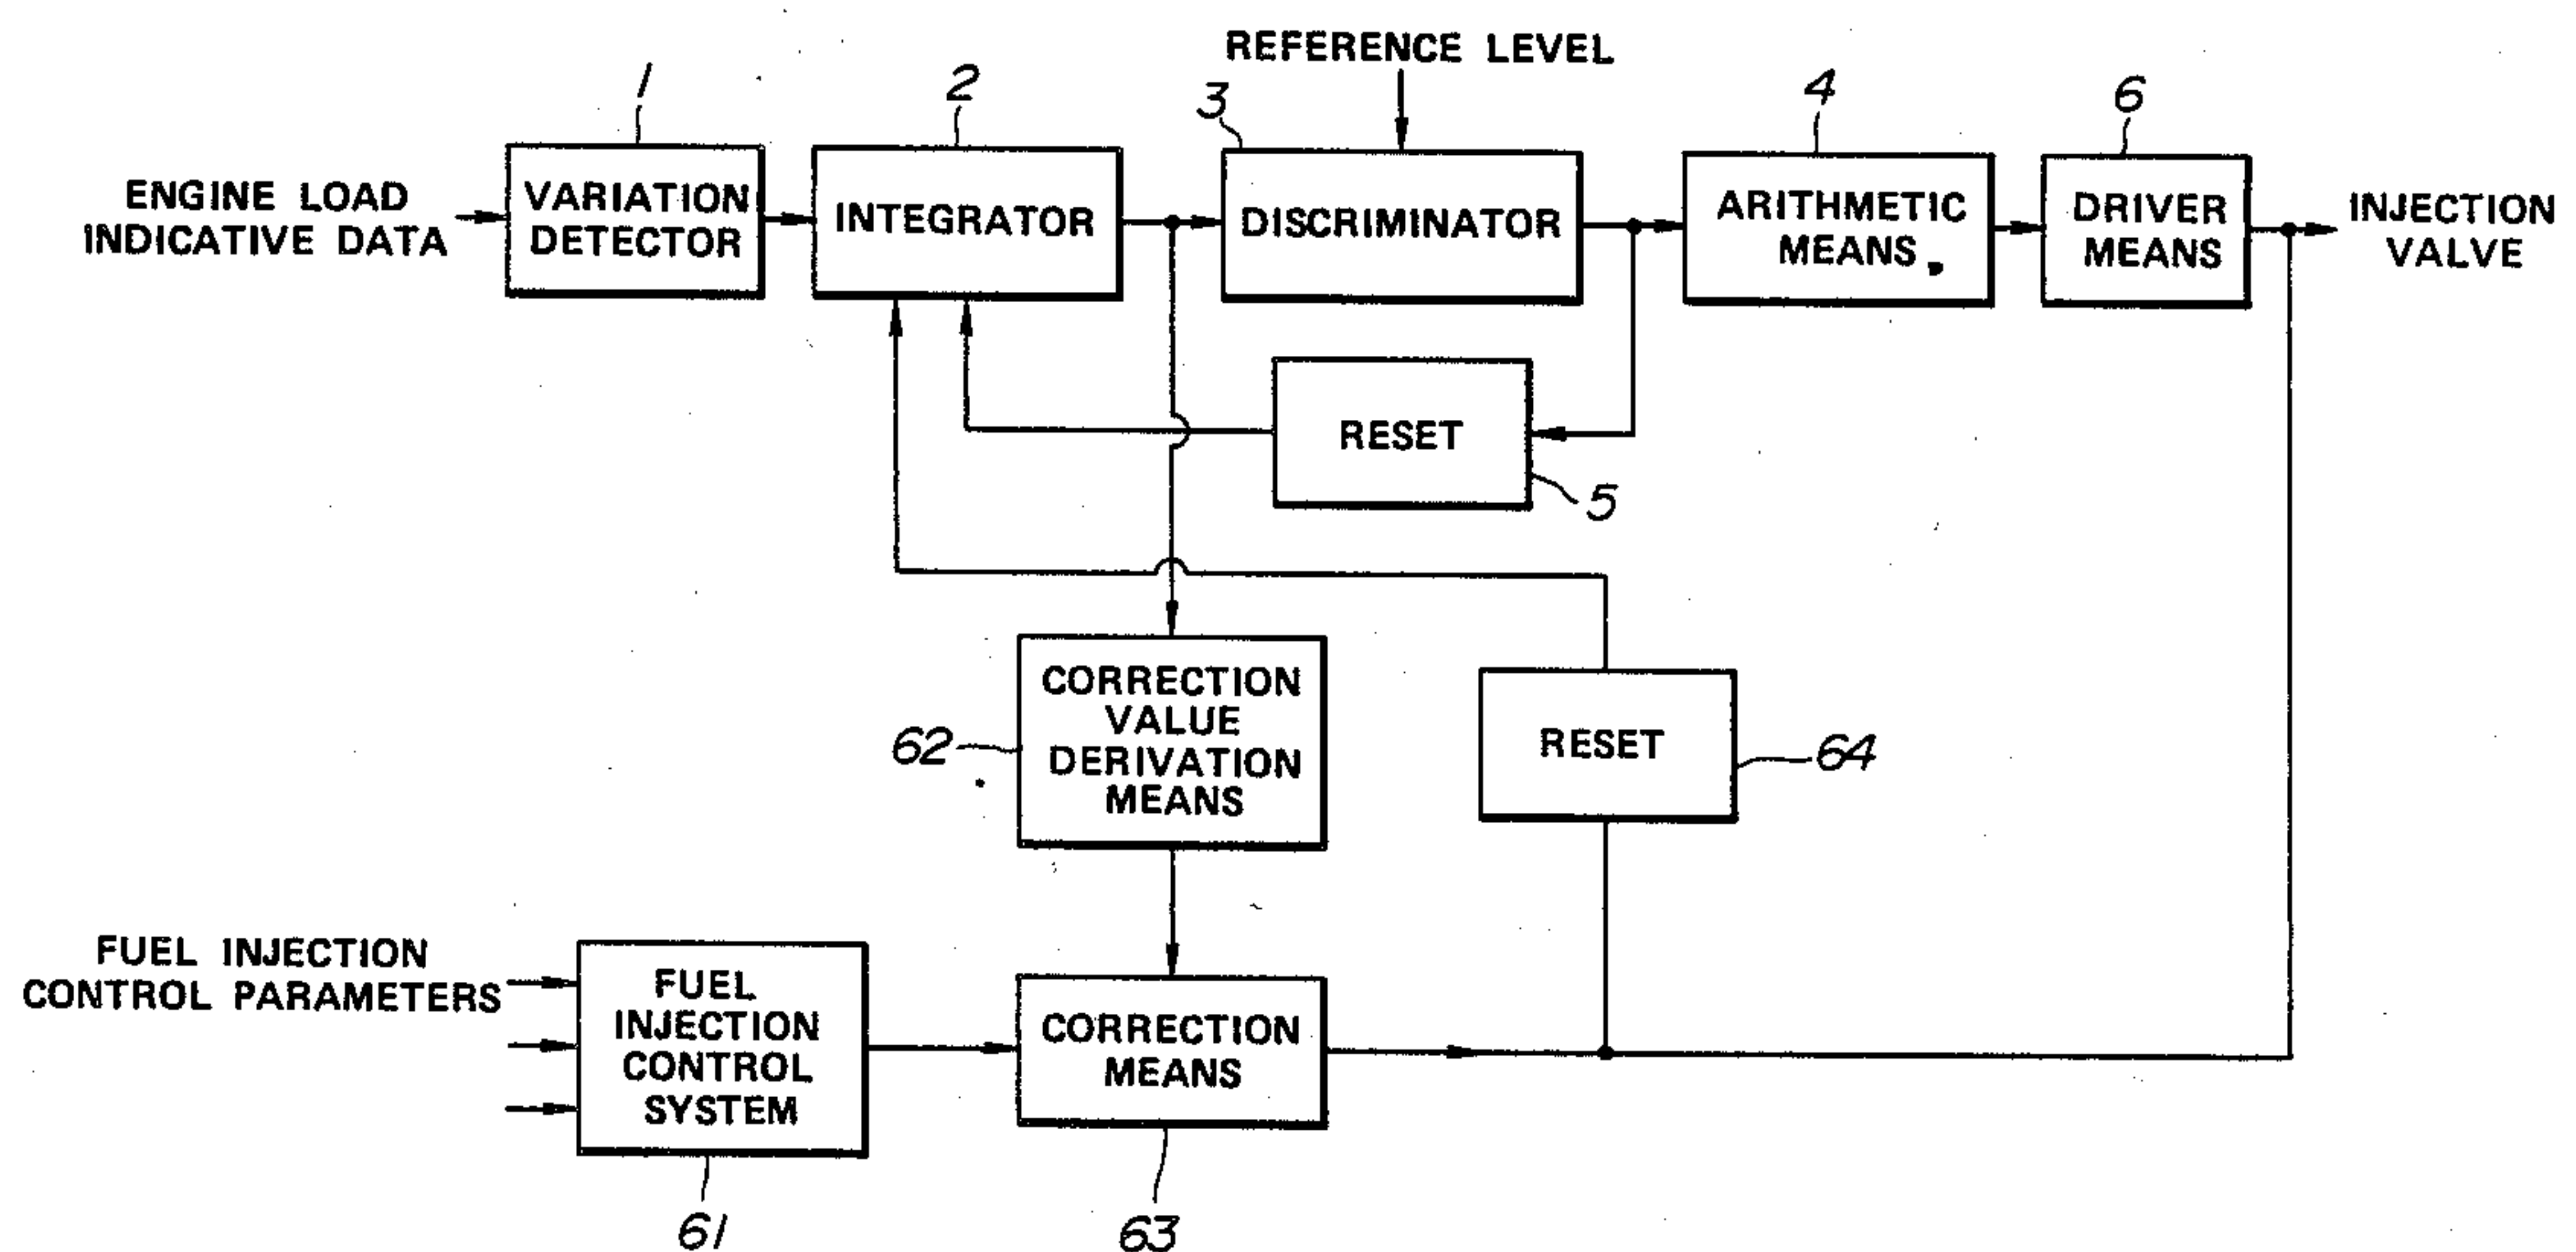 REFERENCE LEVEL
1
2
3
4
6
ENGINE LOAD
INDICATIVE DATA
VARIATION
DETECTOR
INTEGRATOR
DISCRIMINATOR
ARITHMETIC
MEANS
DRIVER
MEANS
INJECTION
VALVE
RESET
5
CORRECTION
VALUE
DERIVATION
MEANS
62
RESET
64
FUEL INJECTION
CONTROL PARAMETERS
FUEL
INJECTION
CONTROL
SYSTEM
CORRECTION
MEANS
61
63